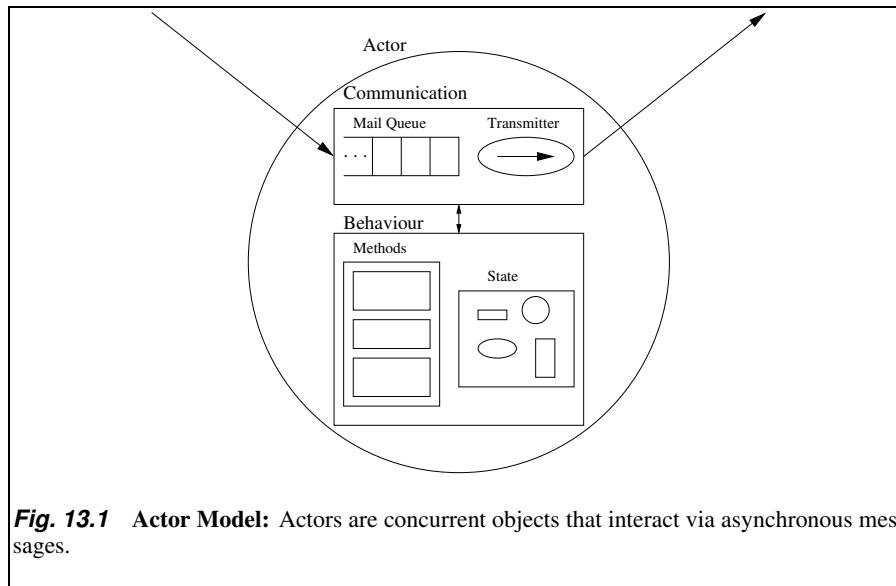 Actor
Communication
Mail Queue
Transmitter
...
Behaviour
Methods
State
Fig. 13.1 Actor Model: Actors are concurrent objects that interact via asynchronous mes
sages.